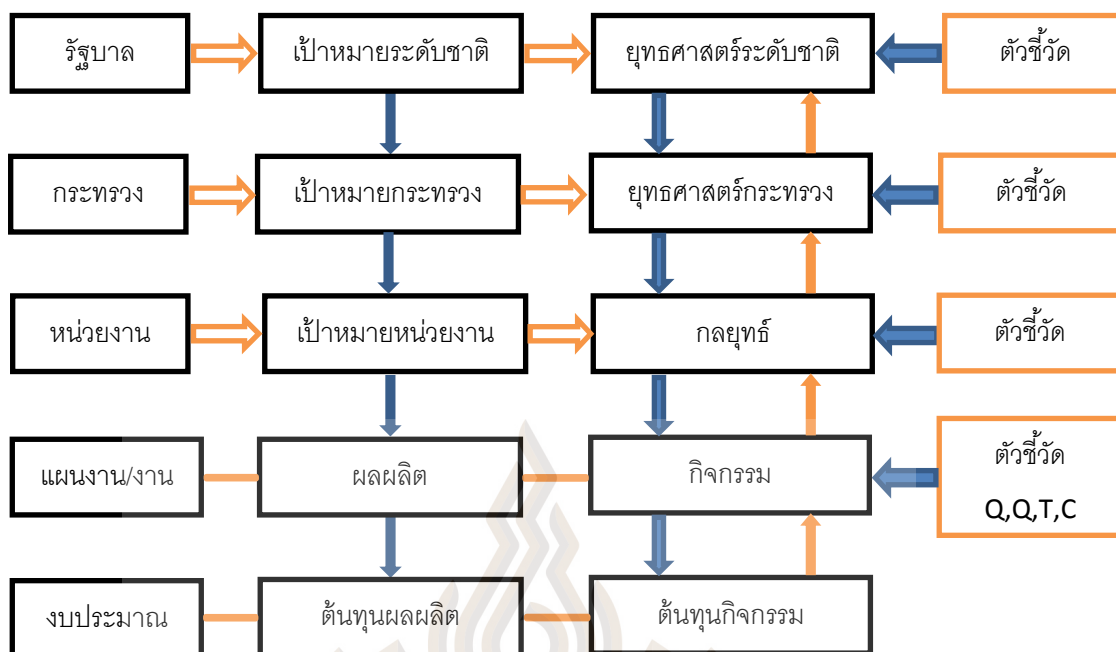 รัฐบาล
เป้าหมายระดับชาติ
ยุทธศาสตร์ระดับชาติ
ตัวชี้วัด
กระทรวง
เป้าหมายกระทรวง
ยุทธศาสตร์กระทรวง
ตัวชี้วัด
หน่วยงาน
เป้าหมายหน่วยงาน
กลยุทธ์
ตัวชี้วัด
แผนงาน/งาน
ผลผลิต
กิจกรรม
ตัวชี้วัด
Q,Q,T,C
งบประมาณ
ต้นทุนผลผลิต
ต้นทุนกิจกรรม